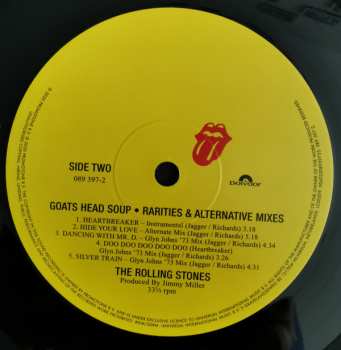 SIDE TWO
089 397-2
polydor
GOATS HEAD SOUP • RARITIES & ALTERNATIVE MIXES
1. HEARTBREAKER – Instrumental (Jagger / Richards) 3.18
2. HIDE YOUR LOVE – Alternate Mix (Jagger / Richards) 5.18
3. DANCING WITH MR. D. – Glyn Johns '73 Mix (Jagger / Richards) 4.34
4. DOO DOO DOO DOO DOO (Heartbreaker)
Glyn Johns '73 Mix (Jagger / Richards) 3.26
5. SILVER TRAIN – Glyn Johns '73 Mix (Jagger / Richards) 4.31
THE ROLLING STONES
Produced By Jimmy Miller
33⅓ rpm